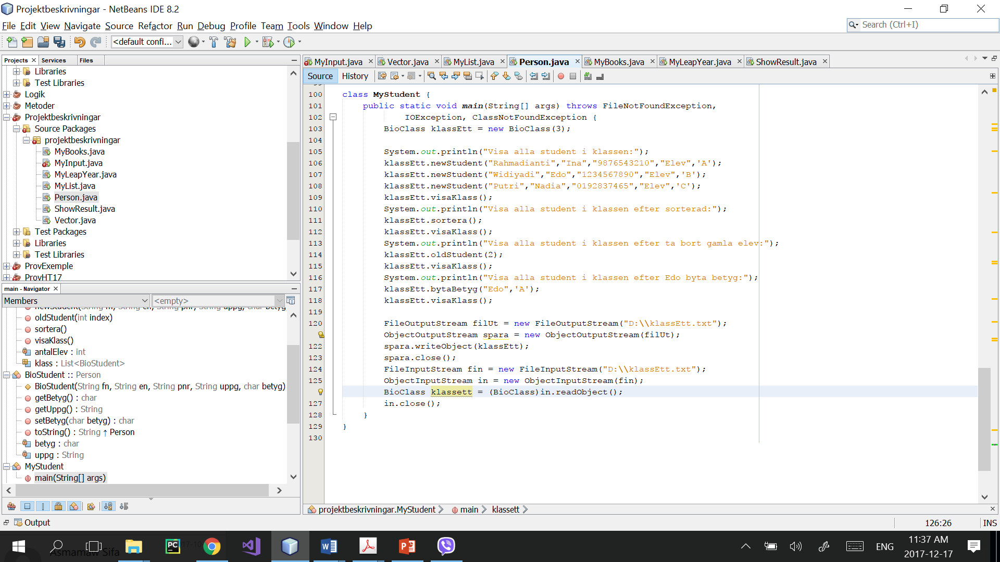 Projektbeskrivningar - NetBeans IDE 8.2
File Edit View Navigate Source Refactor Run Debug Profile Team Tools Window Help
Search (Ctrl+I)
<default confi...
Projects Services Files
Libraries
Test Libraries
Logik
Metoder
Projektbeskrivningar
Source Packages
projektbeskrivningar
MyBooks.java
MyInput.java
MyLeapYear.java
MyList.java
Person.java
ShowResult.java
Vector.java
Test Packages
Libraries
Test Libraries
ProvExemple
ProvHT17
main - Navigator
Members <empty>
newStudent(String fn, String en, String pnr, String uppg, char betyg
oldStudent(int index)
sortera()
visaKlass()
antalElev : int
klass : List<BioStudent>
BioStudent :: Person
BioStudent(String fn, String en, String pnr, String uppg, char betyg)
getBetyg() : char
getUppg() : String
setBetyg(char betyg) : char
toString() : String ↑ Person
betyg : char
uppg : String
MyStudent
main(String[] args)
MyInput.java Vector.java MyList.java Person.java MyBooks.java MyLeapYear.java ShowResult.java
Source History
99
100 class MyStudent {
101 public static void main(String[] args) throws FileNotFoundException,
102 IOException, ClassNotFoundException {
103 BioClass klassEtt = new BioClass(3);
104
105 System.out.println("Visa alla student i klassen:");
106 klassEtt.newStudent("Rahmadianti","Ina","9876543210","Elev",'A');
107 klassEtt.newStudent("Widiyadi","Edo","1234567890","Elev",'B');
108 klassEtt.newStudent("Putri","Nadia","0192837465","Elev",'C');
109 klassEtt.visaKlass();
110 System.out.println("Visa alla student i klassen efter sorterad:");
111 klassEtt.sortera();
112 klassEtt.visaKlass();
113 System.out.println("Visa alla student i klassen efter ta bort gamla elev:");
114 klassEtt.oldStudent(2);
115 klassEtt.visaKlass();
116 System.out.println("Visa alla student i klassen efter Edo byta betyg:");
117 klassEtt.bytaBetyg("Edo",'A');
118 klassEtt.visaKlass();
119
120 FileOutputStream filUt = new FileOutputStream("D:\\klassEtt.txt");
ObjectOutputStream spara = new ObjectOutputStream(filUt);
122 spara.writeObject(klassEtt);
123 spara.close();
124 FileInputStream fin = new FileInputStream("D:\\klassEtt.txt");
125 ObjectInputStream in = new ObjectInputStream(fin);
BioClass klassett = (BioClass)in.readObject();
127 in.close();
128 }
129 }
130
projektbeskrivningar.MyStudent main klassett
Output
126:26 INS
Asmamaw Sifa
ENG
11:37 AM
2017-12-17